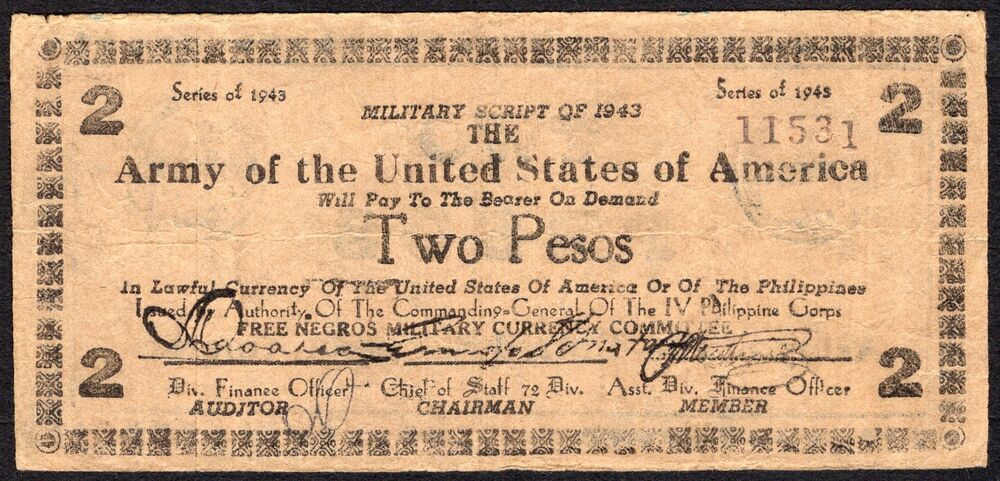 2 Series of 1943 Series of 1943 2
MILITARY SCRIPT OF 1943
THE 11531
Army of the United States of America
Will Pay To The Bearer On Demand
Two Pesos
In Lawful Currency Of The United States Of America Or Of The Philippines
Issued By Authority Of The Commanding-General Of The IV Philippine Corps
FREE NEGROS MILITARY CURRENCY COMMITLEE
2 Div. Finance Officer Chief of Staff 72 Div. Asst. Div. Finance Officer 2
AUDITOR CHAIRMAN MEMBER